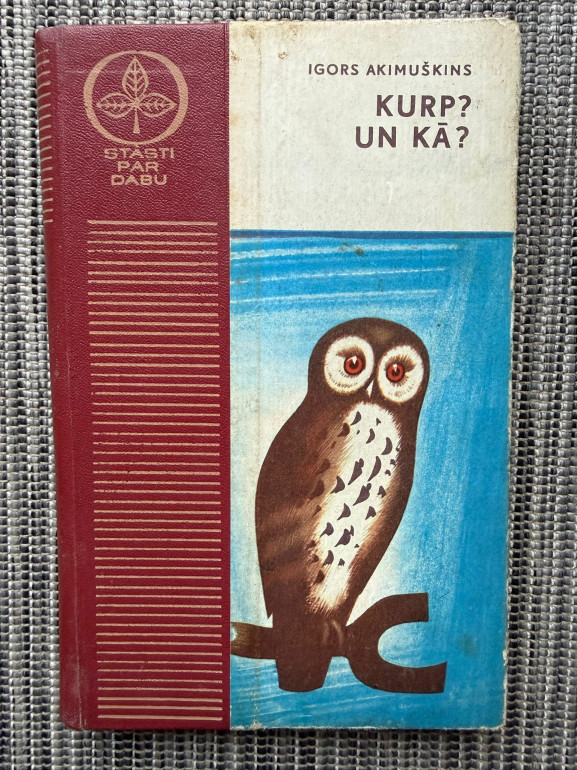 STĀSTI
PAR
DABU
IGORS AKIMUŠKINS
KURP?
UN KĀ?